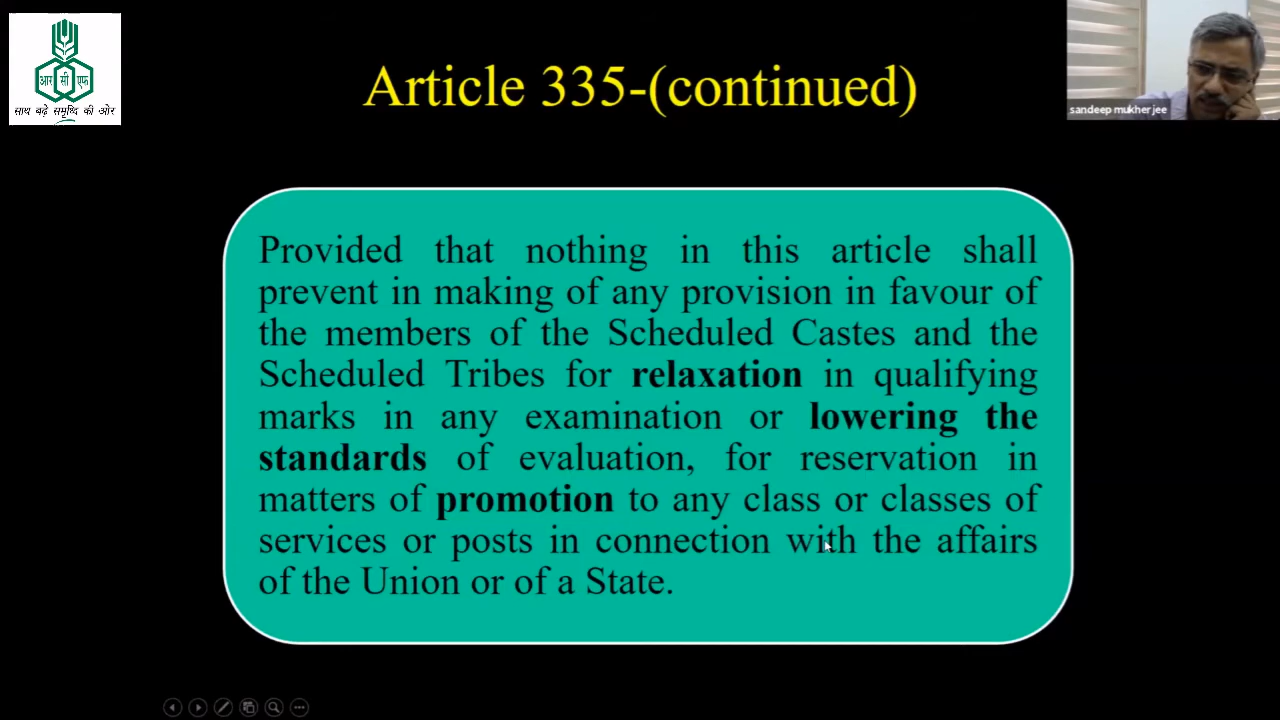 आर सी एफ
साथ बढ़े समृध्दि की ओर
Article 335-(continued)
sandeep mukherjee
Provided that nothing in this article shall
prevent in making of any provision in favour of
the members of the Scheduled Castes and the
Scheduled Tribes for relaxation in qualifying
marks in any examination or lowering the
standards of evaluation, for reservation in
matters of promotion to any class or classes of
services or posts in connection with the affairs
of the Union or of a State.